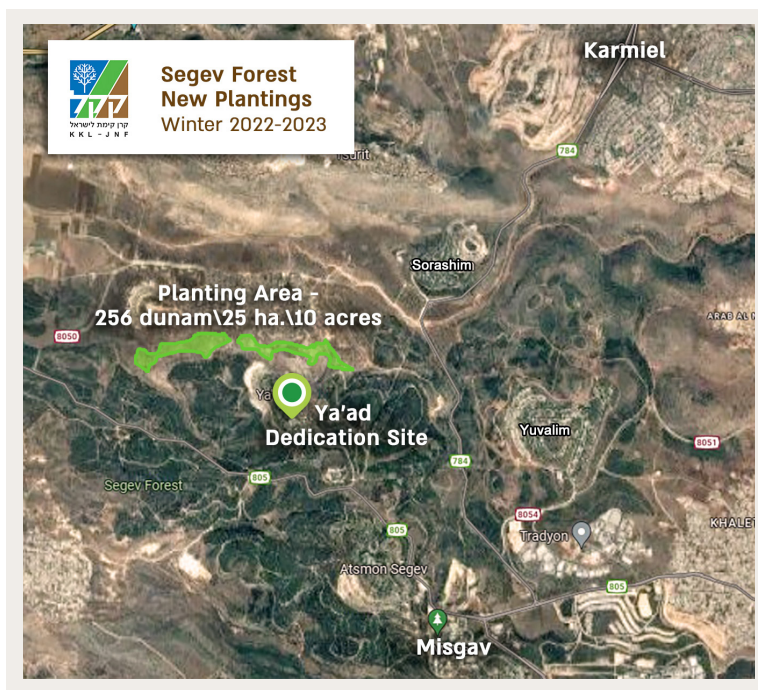 Karmiel
Segev Forest
New Plantings
Winter 2022-2023
קק"ל
קרן קימת לישראל
KKL-JNF
784
Sorashim
Planting Area -
256 dunam\25 ha.\10 acres
8050
Ya'ad
Dedication Site
Yuvalim
8051
784
805
Segev Forest
8054
Tradyon
805
Atsmon Segev
805
Misgav